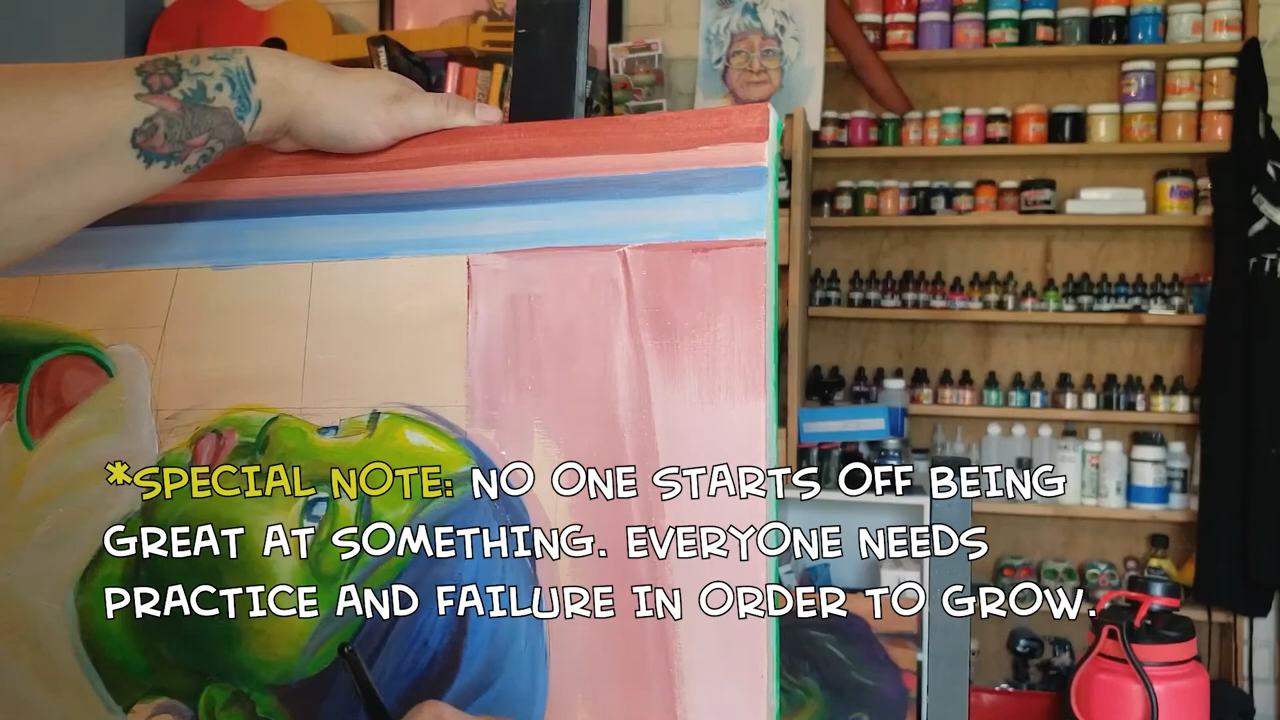 *SPECIAL NOTE: NO ONE STARTS OFF BEING
GREAT AT SOMETHING. EVERYONE NEEDS
PRACTICE AND FAILURE IN ORDER TO GROW.